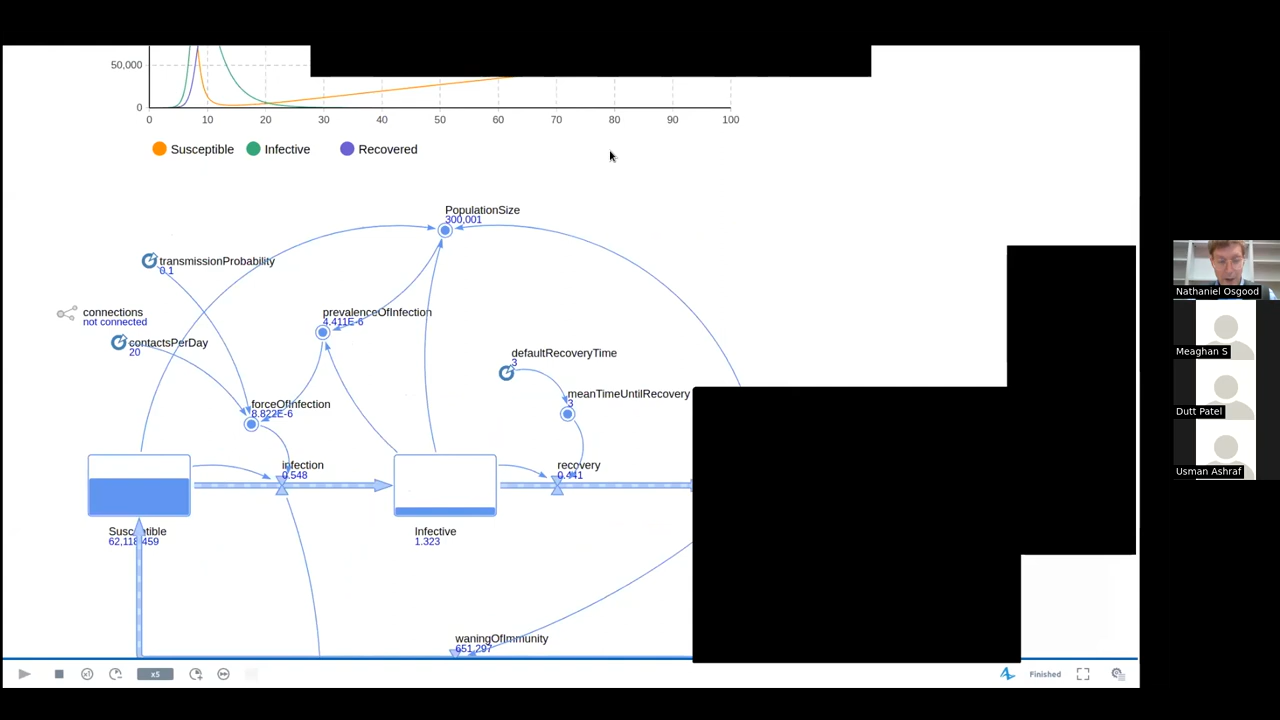 50,000
0
0 10 20 30 40 50 60 70 80 90 100
Susceptible Infective Recovered
PopulationSize
300,001
transmissionProbability
0.1
connections
not connected
contactsPerDay
20
prevalenceOfInfection
4.411E-6
defaultRecoveryTime
3
meanTimeUntilRecovery
3
forceOfInfection
8.822E-6
infection
0.548
recovery
0.441
Susceptible
62,118.459
Infective
1.323
waningOfImmunity
651.297
x1
x5
Finished
Nathaniel Osgood
Meaghan S
Dutt Patel
Usman Ashraf